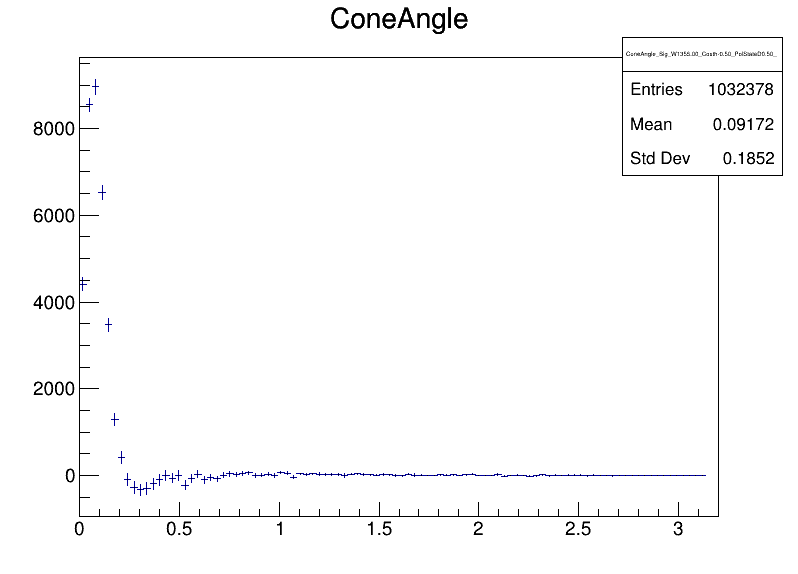 ConeAngle
ConeAngle_Sig_W1355.00_Costh-0.50_PolStateD0.50_
Entries 1032378
Mean 0.09172
Std Dev 0.1852
8000
6000
4000
2000
0
0 0.5 1 1.5 2 2.5 3